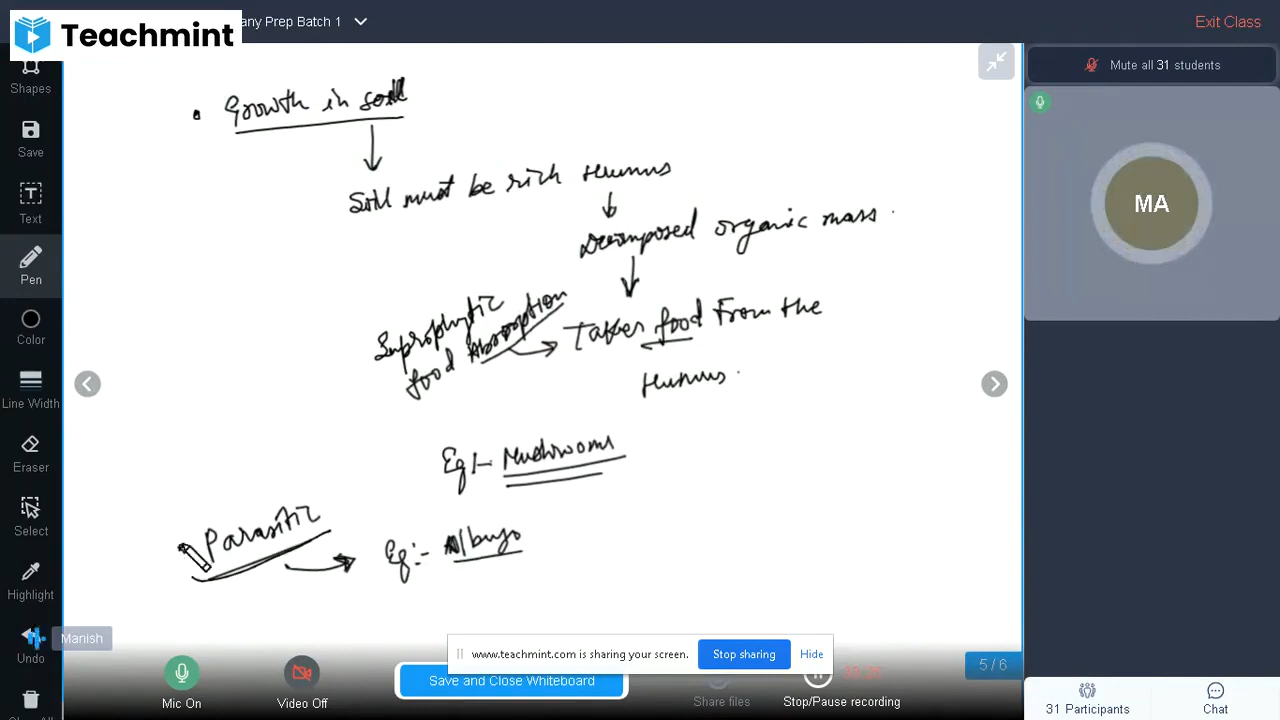 Teachmint
any Prep Batch 1
Exit Class
Mute all 31 students
MA
Shapes
Save
Text
Pen
Color
Line Width
Eraser
Select
Highlight
Undo
Manish
• Growth in soil
Soil must be rich Humus
Decomposed organic mass.
Saprophytic
food Absorption
Takes food From the
Humus.
Eg:- Mushrooms
Parasitic
Eg:- Albugo
www.teachmint.com is sharing your screen.
Stop sharing
Hide
5 / 6
Save and Close Whiteboard
Mic On
Video Off
Share files
Stop/Pause recording
31 Participants
Chat